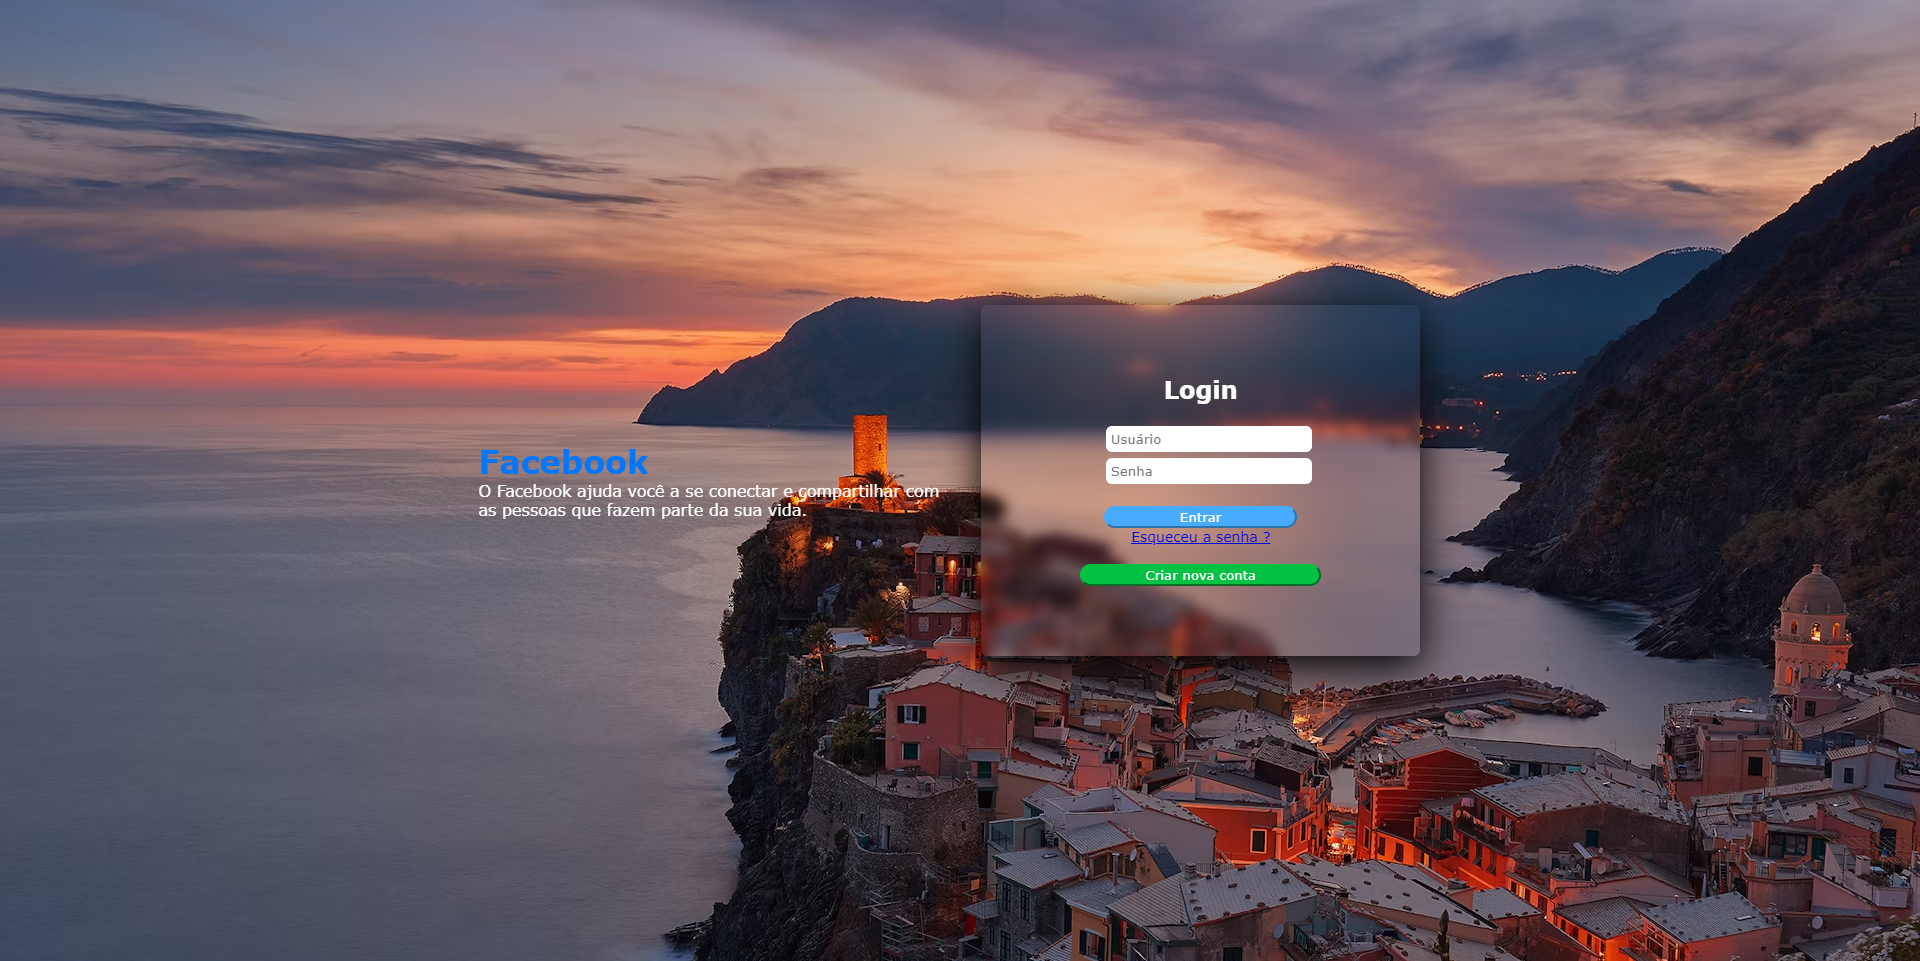 Facebook
O Facebook ajuda você a se conectar e compartilhar com
as pessoas que fazem parte da sua vida.
Login
Usuário
Senha
Entrar
Esqueceu a senha ?
Criar nova conta